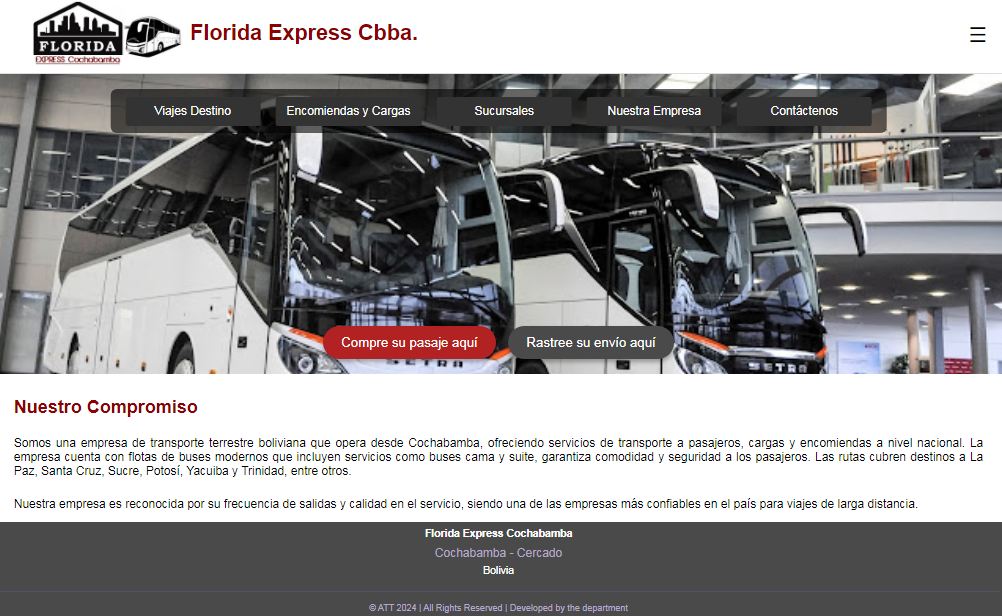 FLORIDA
EXPRESS Cochabamba
Florida Express Cbba.
Viajes Destino
Encomiendas y Cargas
Sucursales
Nuestra Empresa
Contáctenos
Compre su pasaje aquí
Rastree su envío aquí
SETRA
SETRA
Nuestro Compromiso
Somos una empresa de transporte terrestre boliviana que opera desde Cochabamba, ofreciendo servicios de transporte a pasajeros, cargas y encomiendas a nivel nacional. La
empresa cuenta con flotas de buses modernos que incluyen servicios como buses cama y suite, garantiza comodidad y seguridad a los pasajeros. Las rutas cubren destinos a La
Paz, Santa Cruz, Sucre, Potosí, Yacuiba y Trinidad, entre otros.
Nuestra empresa es reconocida por su frecuencia de salidas y calidad en el servicio, siendo una de las empresas más confiables en el país para viajes de larga distancia.
Florida Express Cochabamba
Cochabamba - Cercado
Bolivia
© ATT 2024 | All Rights Reserved | Developed by the department